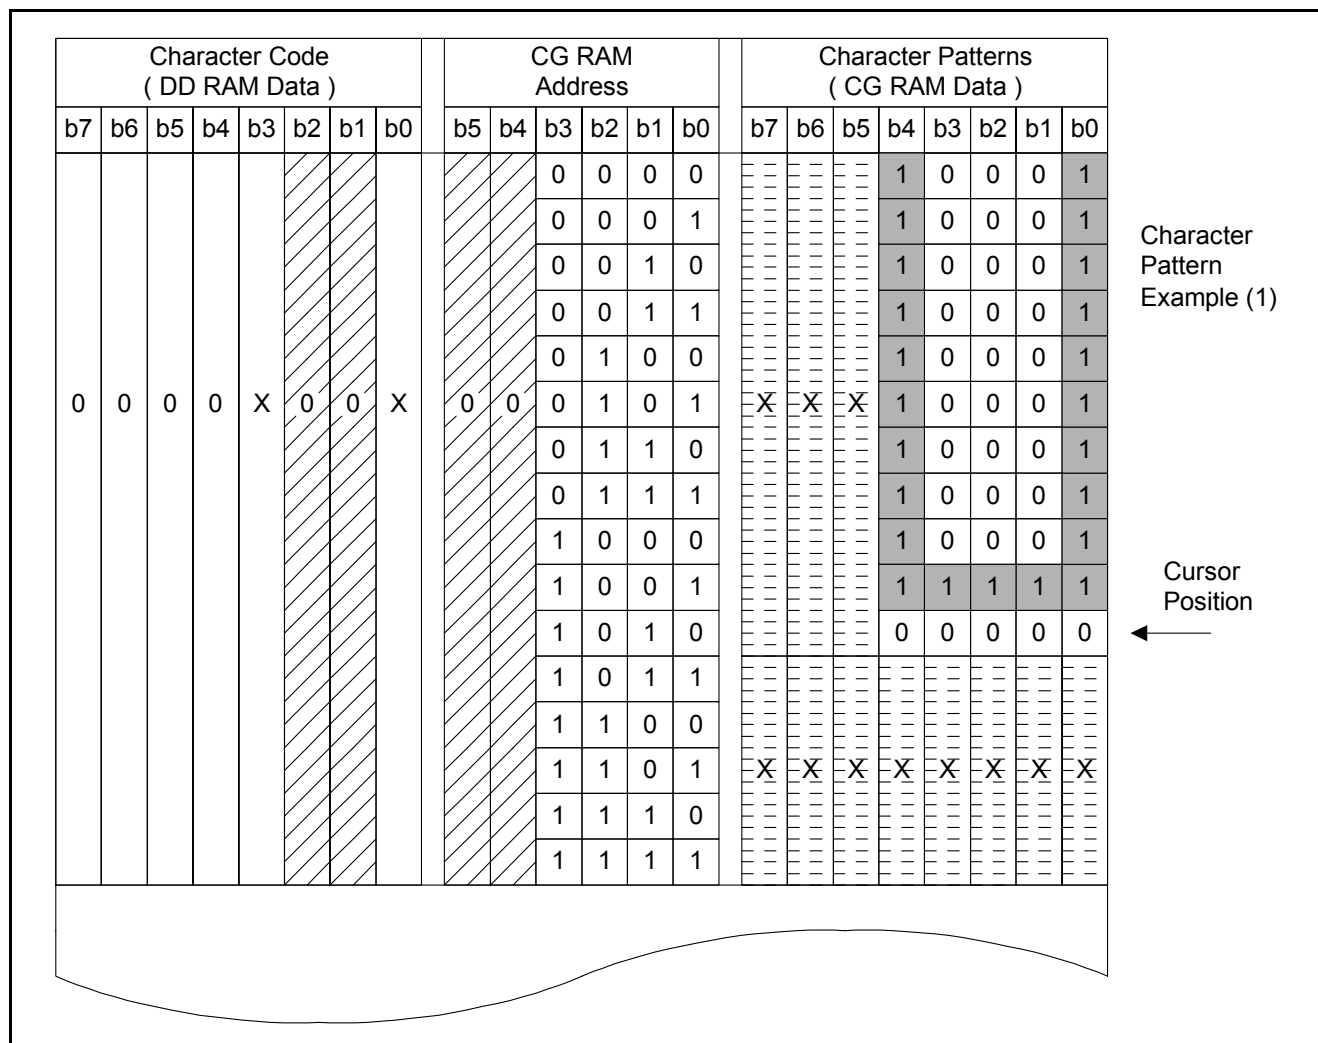 Character Code CG RAM Character Patterns
( DD RAM Data ) Address ( CG RAM Data )
b7 b6 b5 b4 b3 b2 b1 b0 b5 b4 b3 b2 b1 b0 b7 b6 b5 b4 b3 b2 b1 b0
0 0 0 0 1 0 0 0 1
0 0 0 1 1 0 0 0 1
Character
0 0 1 0 1 0 0 0 1
Pattern
0 0 1 1 1 0 0 0 1
Example (1)
0 1 0 0 1 0 0 0 1
0 0 0 0 X 0 0 X 0 0 0 1 0 1 X X X 1 0 0 0 1
0 1 1 0 1 0 0 0 1
0 1 1 1 1 0 0 0 1
1 0 0 0 1 0 0 0 1
1 0 0 1 1 1 1 1 1
Cursor
Position
1 0 1 0 0 0 0 0 0
1 0 1 1
1 1 0 0
1 1 0 1 X X X X X X X X
1 1 1 0
1 1 1 1